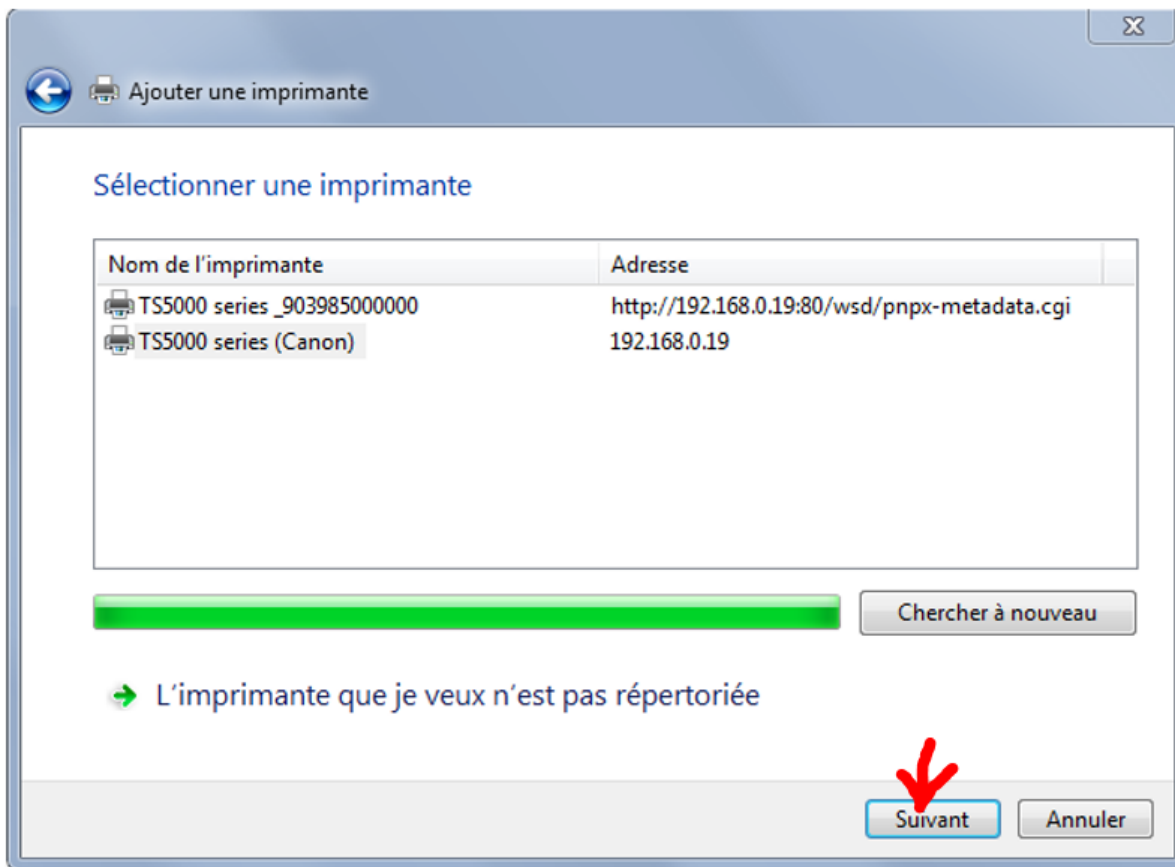 Ajouter une imprimante
Sélectionner une imprimante
Nom de l'imprimante Adresse
TS5000 series _903985000000 http://192.168.0.19:80/wsd/pnpx-metadata.cgi
TS5000 series (Canon) 192.168.0.19
Chercher à nouveau
L'imprimante que je veux n'est pas répertoriée
Suivant Annuler